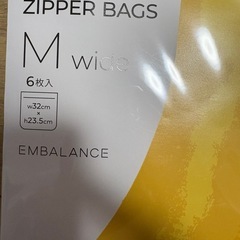 ZIPPER BAGS
M wide
6枚入
w32cm
×
h23.5cm
EMBALANCE